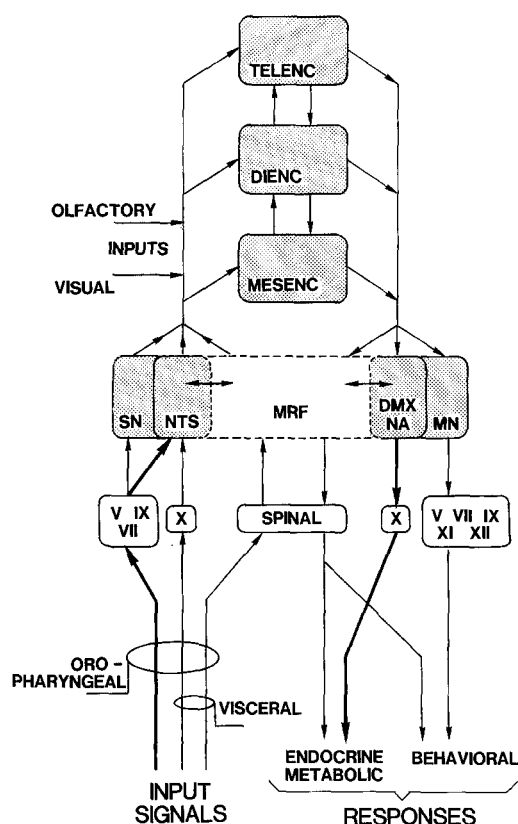 TELENC
DIENC
OLFACTORY
INPUTS
VISUAL
MESENC
SN
NTS
MRF
DMX
NA
MN
V IX
VII
X
SPINAL
X
V VII IX
XI XII
ORO -
PHARYNGEAL
VISCERAL
ENDOCRINE
METABOLIC
BEHAVIORAL
INPUT
SIGNALS
RESPONSES